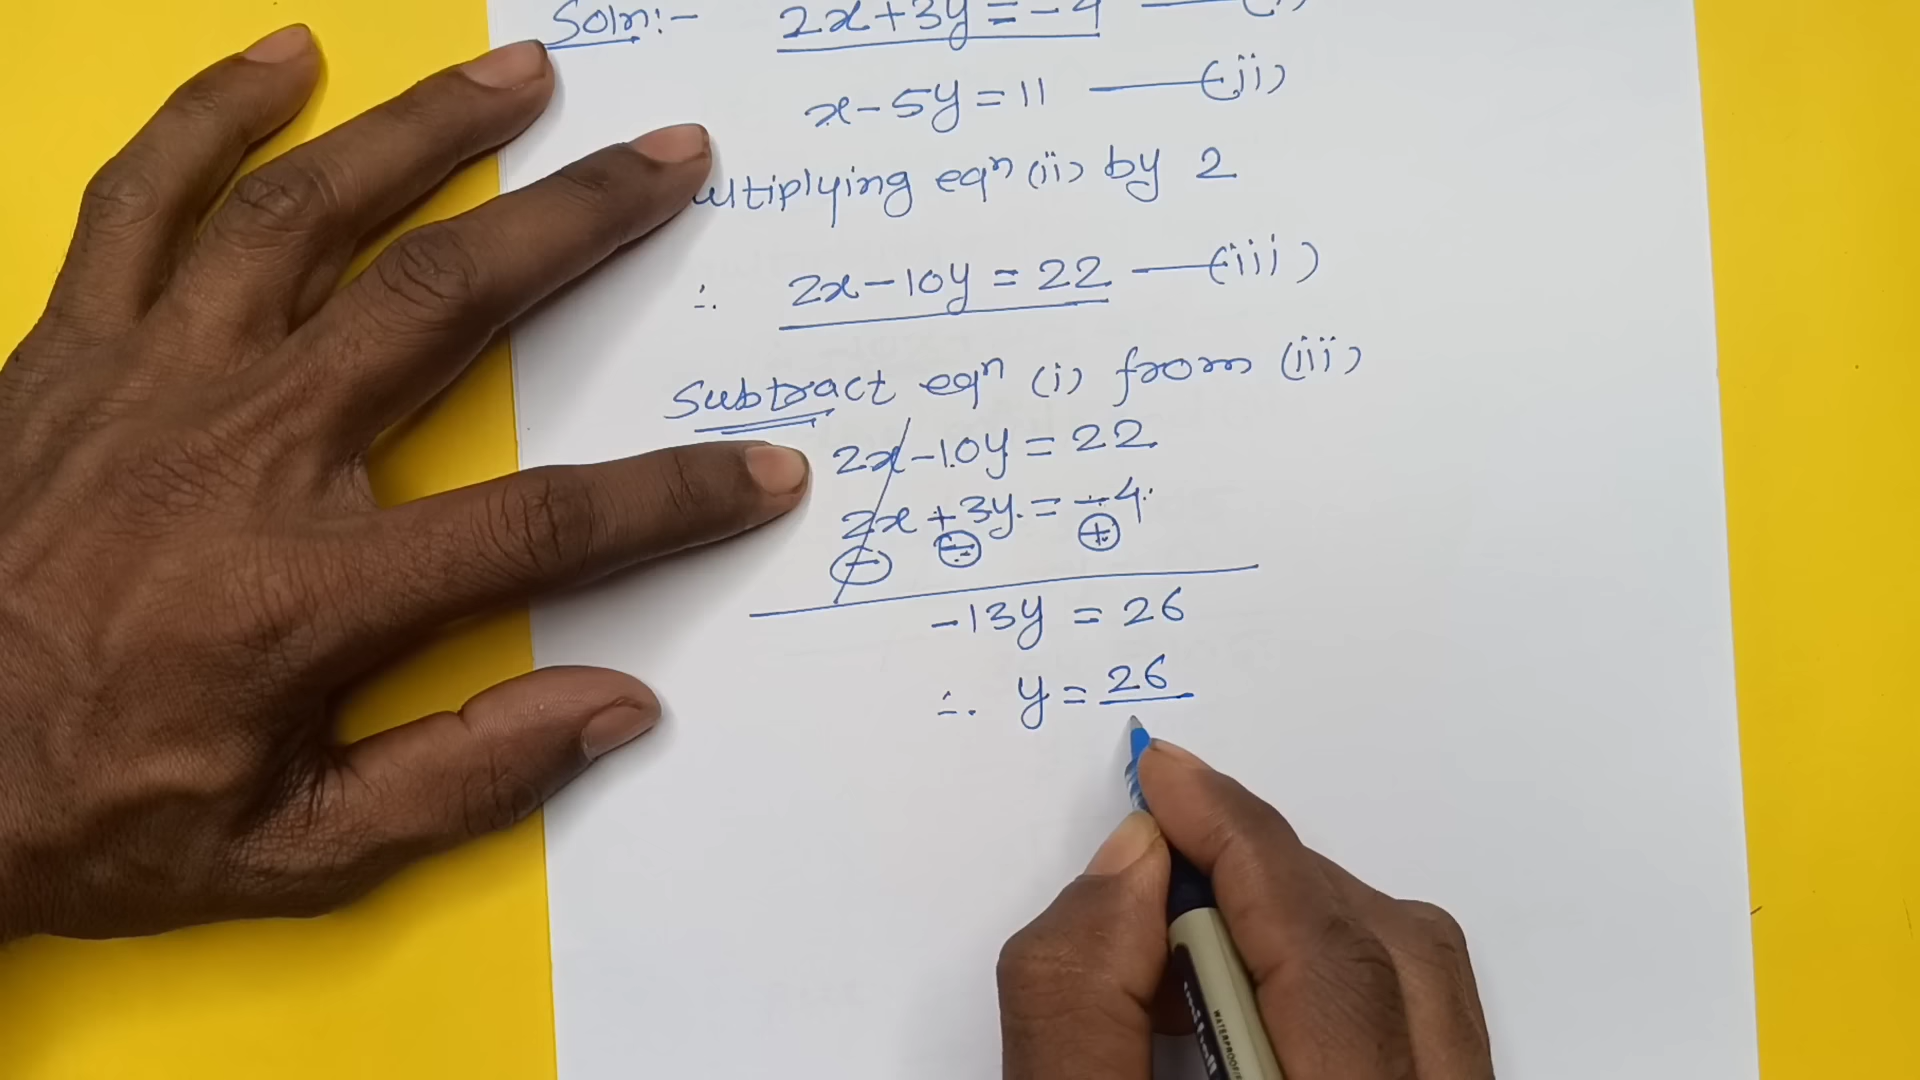 Soln:- 2x+3y=-4 —(i)
x-5y=11 —(ii)
ultiplying eqⁿ (ii) by 2
∴ 2x-10y=22 —(iii)
Subtract eqⁿ (i) from (iii)
2x-10y=22
2x+3y=-4
(-) (-) (+)
-13y=26
∴ y=26/
WATERPROOF